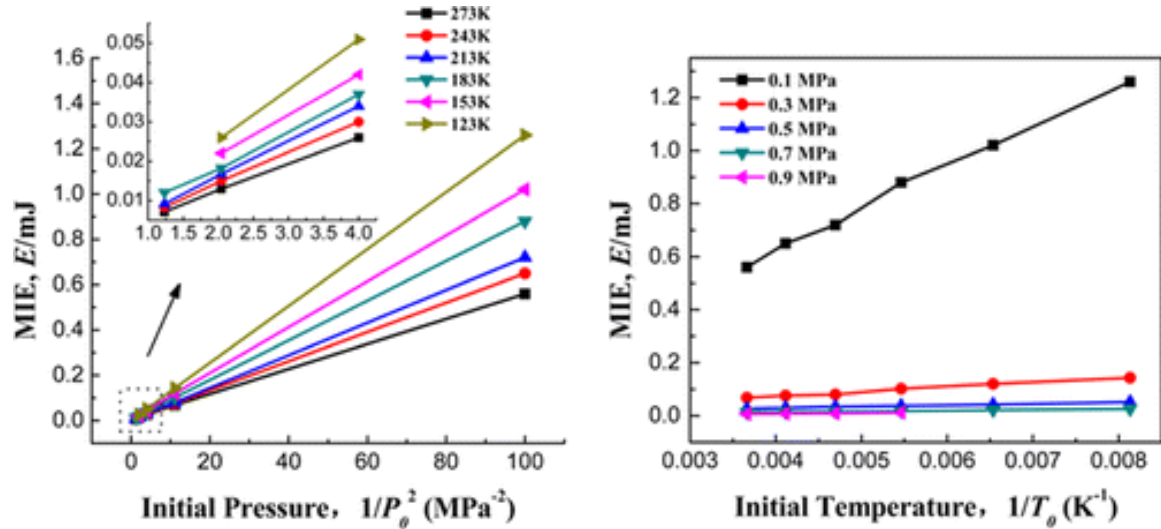 273K
243K
213K
183K
153K
123K
0.05
0.04
0.03
0.02
0.01
1.0 1.5 2.0 2.5 3.0 3.5 4.0
1.6
1.4
1.2
1.0
0.8
0.6
0.4
0.2
0.0
MIE, E/mJ
0 20 40 60 80 100
Initial Pressure, 1/P₀² (MPa⁻²)
0.1 MPa
0.3 MPa
0.5 MPa
0.7 MPa
0.9 MPa
1.2
1.0
0.8
0.6
0.4
0.2
0.0
MIE, E/mJ
0.003 0.004 0.005 0.006 0.007 0.008
Initial Temperature, 1/T₀ (K⁻¹)